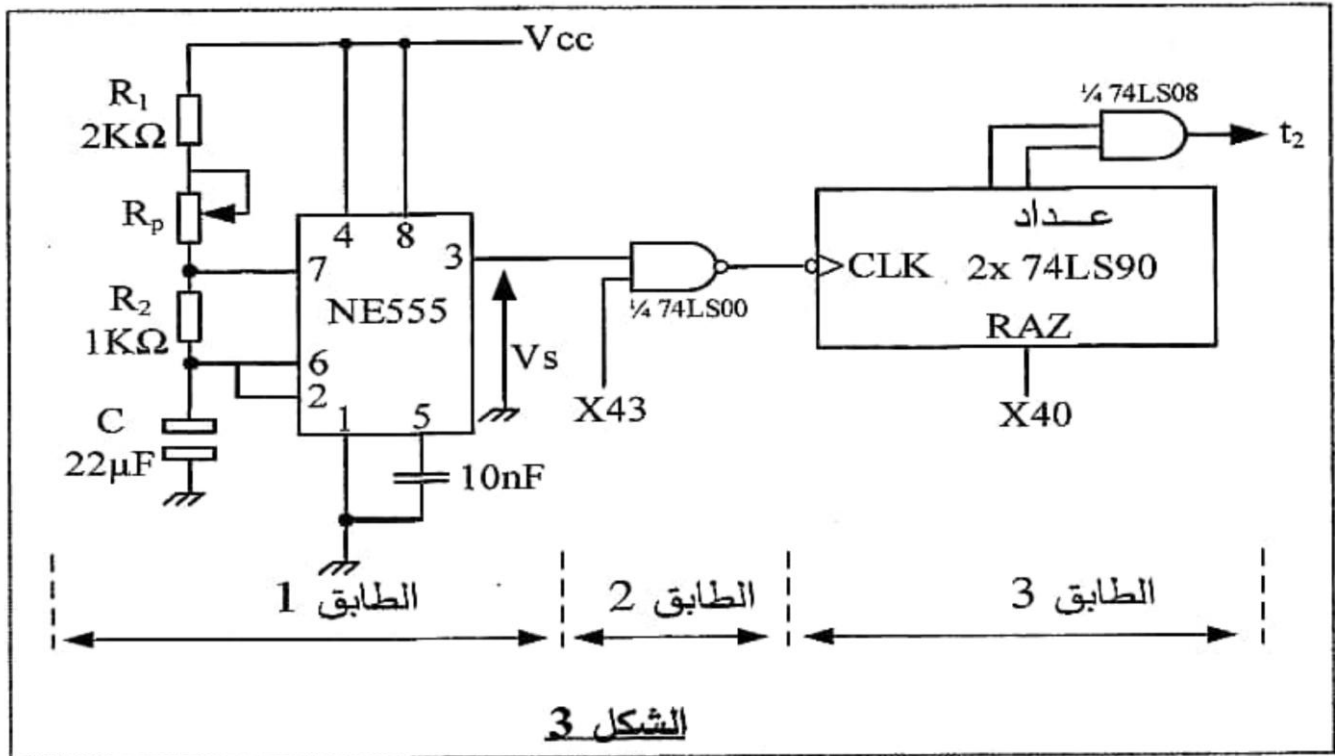 Vcc
R₁
2KΩ
Rₚ
R₂
1KΩ
C
22µF
4
8
7
3
NE555
6
2
1
5
Vs
10nF
¼ 74LS00
X43
CLK
عداد
2x 74LS90
RAZ
X40
¼ 74LS08
t₂
الطابق 1
الطابق 2
الطابق 3
الشكل 3